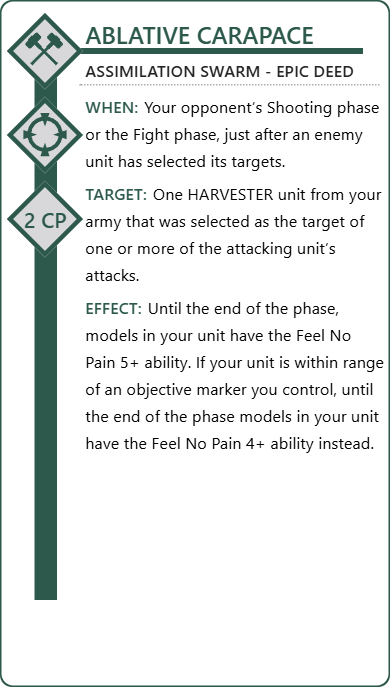 ABLATIVE CARAPACE
ASSIMILATION SWARM - EPIC DEED
WHEN: Your opponent's Shooting phase
or the Fight phase, just after an enemy
unit has selected its targets.
2 CP
TARGET: One HARVESTER unit from your
army that was selected as the target of
one or more of the attacking unit's
attacks.
EFFECT: Until the end of the phase,
models in your unit have the Feel No
Pain 5+ ability. If your unit is within range
of an objective marker you control, until
the end of the phase models in your unit
have the Feel No Pain 4+ ability instead.